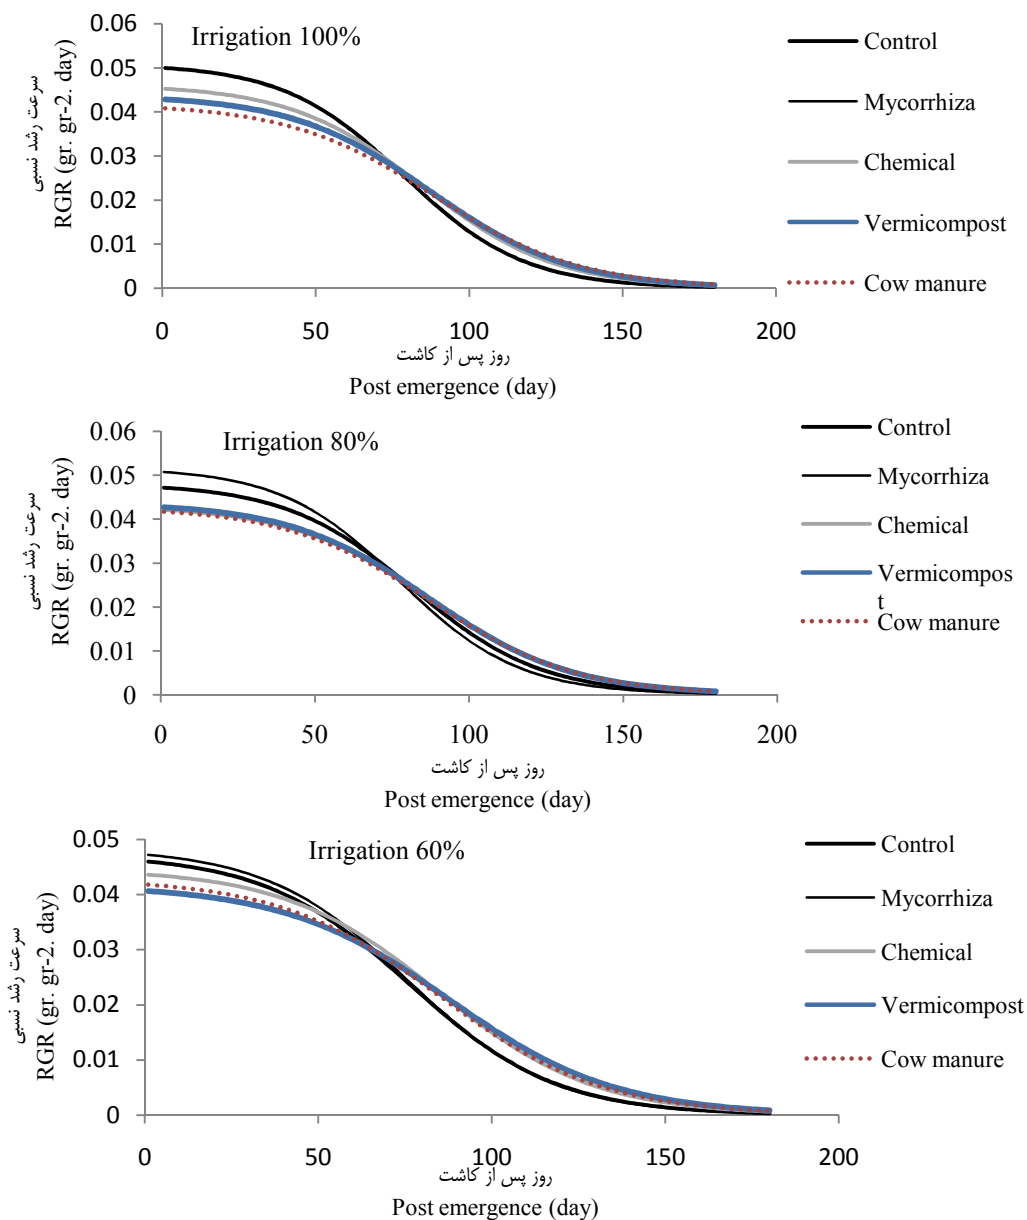 Irrigation 100%
سرعت رشد نسبی
RGR (gr. gr-2. day)
0.06
0.05
0.04
0.03
0.02
0.01
0
0 50 100 150 200
روز پس از کاشت
Post emergence (day)
Control
Mycorrhiza
Chemical
Vermicompost
Cow manure
Irrigation 80%
سرعت رشد نسبی
RGR (gr. gr-2. day)
0.06
0.05
0.04
0.03
0.02
0.01
0
0 50 100 150 200
روز پس از کاشت
Post emergence (day)
Control
Mycorrhiza
Chemical
Vermicompos
t
Cow manure
Irrigation 60%
سرعت رشد نسبی
RGR (gr. gr-2. day)
0.05
0.04
0.03
0.02
0.01
0
0 50 100 150 200
روز پس از کاشت
Post emergence (day)
Control
Mycorrhiza
Chemical
Vermicompost
Cow manure